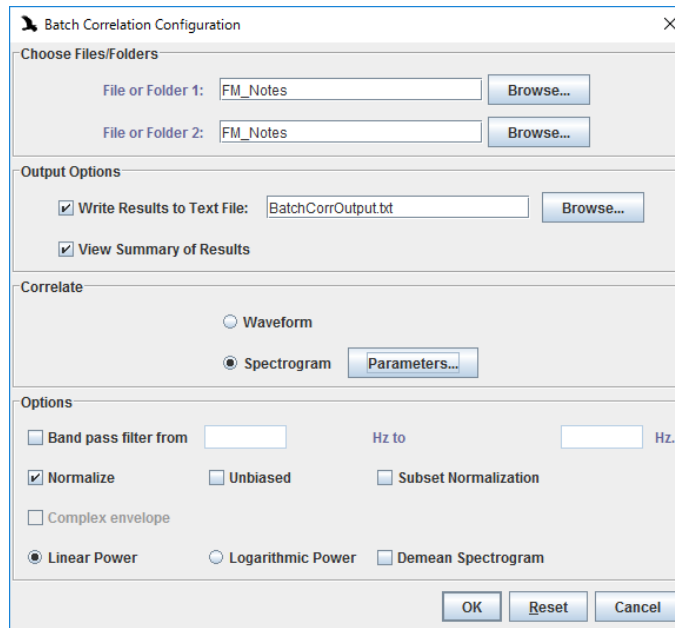 Batch Correlation Configuration
Choose Files/Folders
File or Folder 1: FM_Notes Browse...
File or Folder 2: FM_Notes Browse...
Output Options
Write Results to Text File: BatchCorrOutput.txt Browse...
View Summary of Results
Correlate
Waveform
Spectrogram Parameters...
Options
Band pass filter from Hz to Hz.
Normalize Unbiased Subset Normalization
Complex envelope
Linear Power Logarithmic Power Demean Spectrogram
OK Reset Cancel